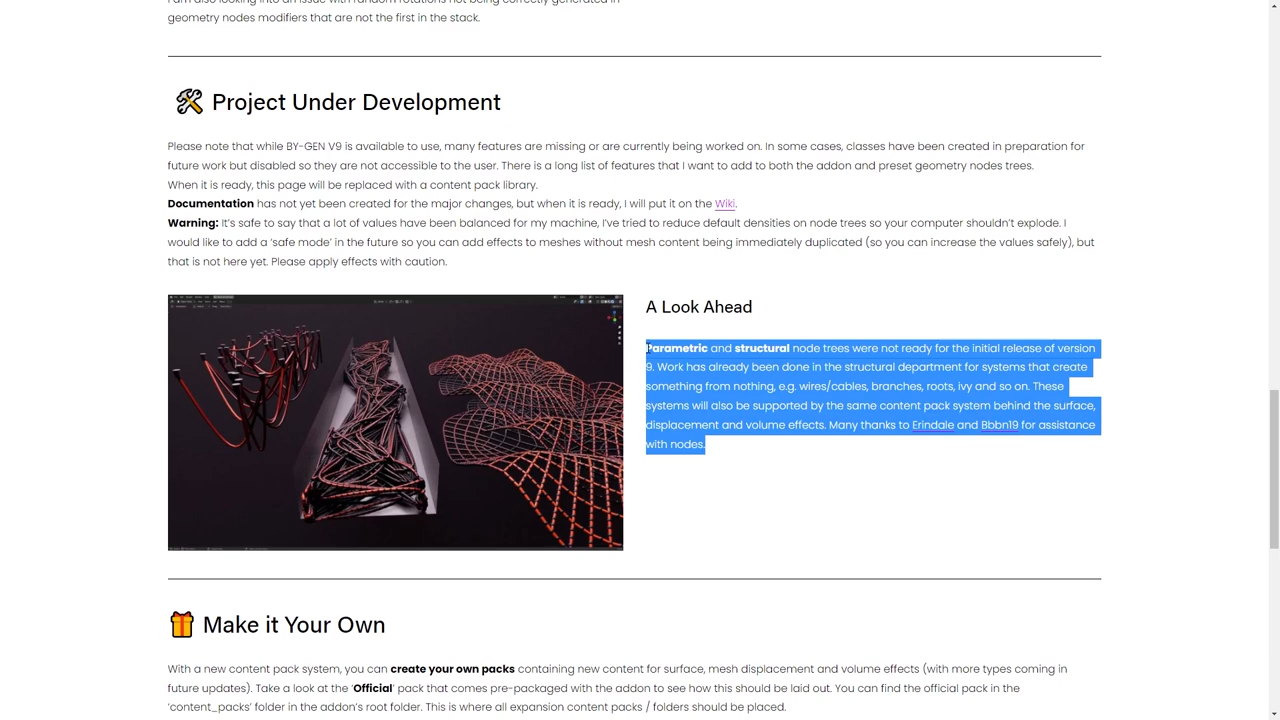 geometry nodes modifiers that are not the first in the stack.
Project Under Development
Please note that while BY-GEN V9 is available to use, many features are missing or are currently being worked on. In some cases, classes have been created in preparation for
future work but disabled so they are not accessible to the user. There is a long list of features that I want to add to both the addon and preset geometry nodes trees.
When it is ready, this page will be replaced with a content pack library.
Documentation has not yet been created for the major changes, but when it is ready, I will put it on the Wiki.
Warning: It's safe to say that a lot of values have been balanced for my machine, I've tried to reduce default densities on node trees so your computer shouldn't explode. I
would like to add a 'safe mode' in the future so you can add effects to meshes without mesh content being immediately duplicated (so you can increase the values safely), but
that is not here yet. Please apply effects with caution.
A Look Ahead
Parametric and structural node trees were not ready for the initial release of version
9. Work has already been done in the structural department for systems that create
something from nothing, e.g. wires/cables, branches, roots, ivy and so on. These
systems will also be supported by the same content pack system behind the surface,
displacement and volume effects. Many thanks to Erindale and Bbbn19 for assistance
with nodes.
Make it Your Own
With a new content pack system, you can create your own packs containing new content for surface, mesh displacement and volume effects (with more types coming in
future updates). Take a look at the 'Official' pack that comes pre-packaged with the addon to see how this should be laid out. You can find the official pack in the
'content_packs' folder in the addon's root folder. This is where all expansion content packs / folders should be placed.